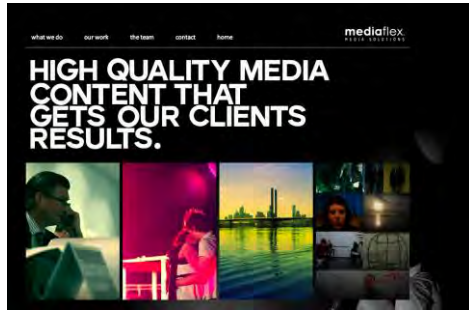 what we do our work the team contact home
mediaflex.
MEDIA SOLUTIONS
HIGH QUALITY MEDIA
CONTENT THAT
GETS OUR CLIENTS
RESULTS.